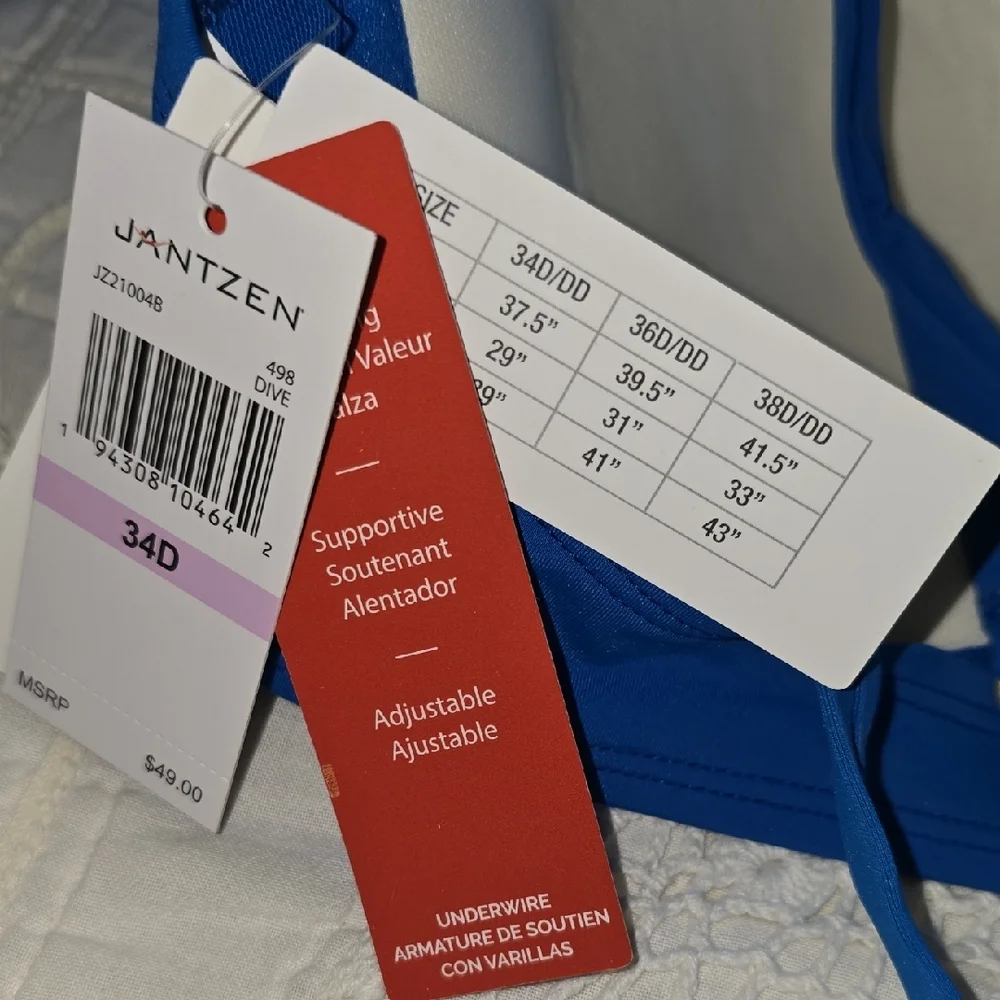 JANTZEN
JZ21004B
498
DIVE
1 94308 10464 2
34D
MSRP
$49.00
Valeur
Supportive
Soutenant
Alentador
Adjustable
Ajustable
UNDERWIRE
ARMATURE DE SOUTIEN
CON VARILLAS
SIZE 34D/DD 36D/DD 38D/DD
37.5” 39.5” 41.5”
29” 31” 33”
39” 41” 43”